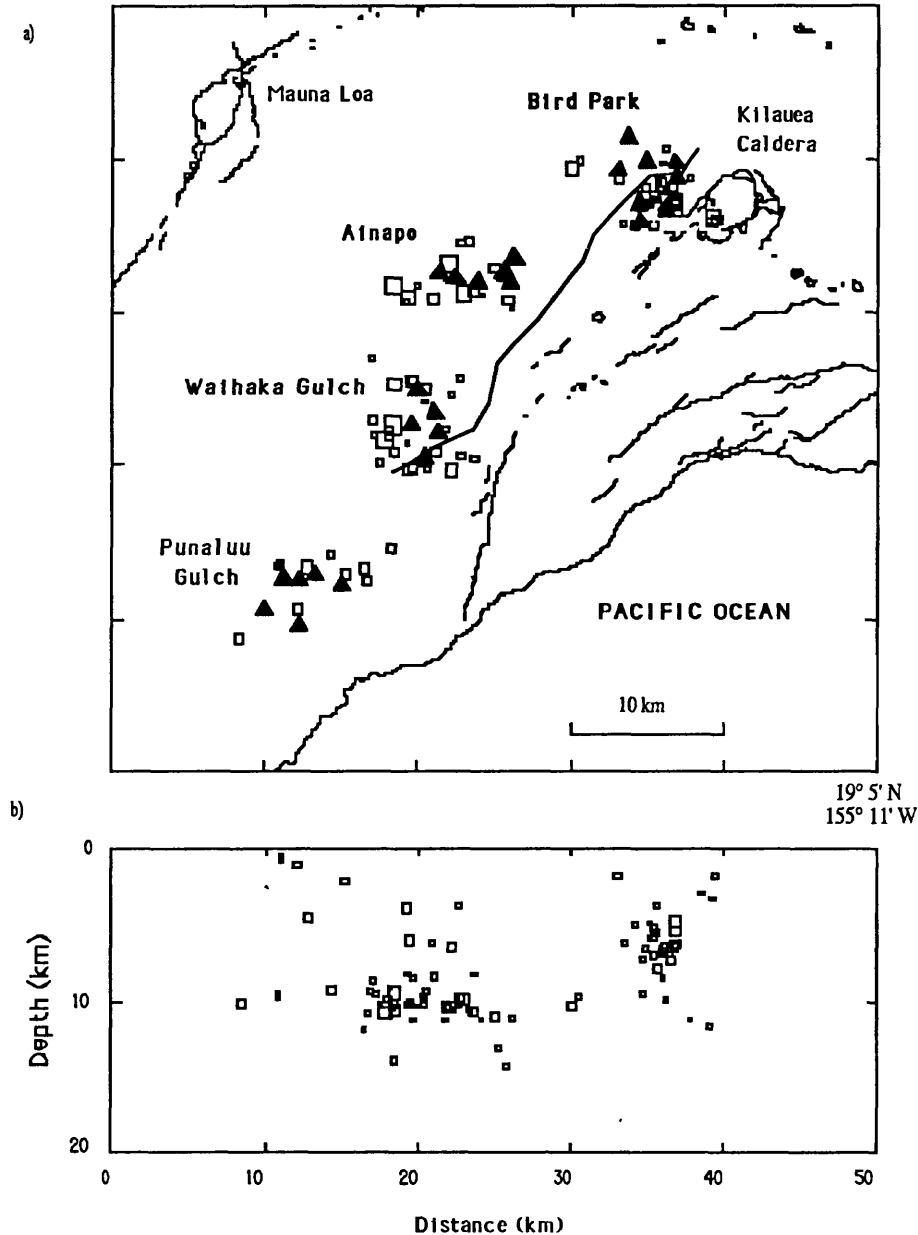 a)
Mauna Loa
Bird Park
Kilauea
Caldera
Ainapo
Waihaka Gulch
Punaluu
Gulch
PACIFIC OCEAN
10 km
19° 5' N
155° 11' W
b)
0
10
20
Depth (km)
0
10
20
30
40
50
Distance (km)